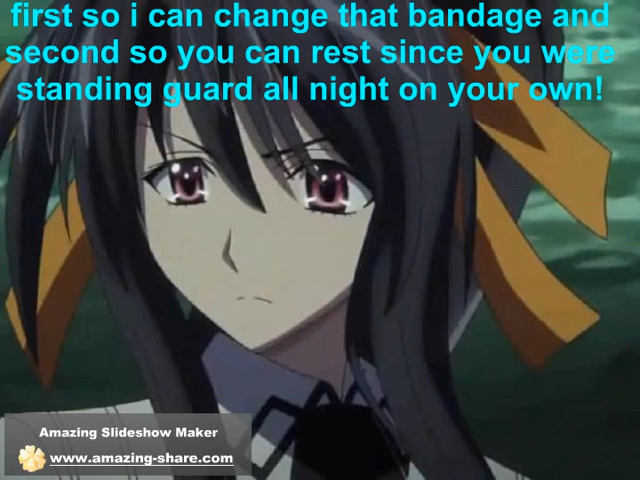 first so i can change that bandage and
second so you can rest since you were
standing guard all night on your own!
Amazing Slideshow Maker
www.amazing-share.com